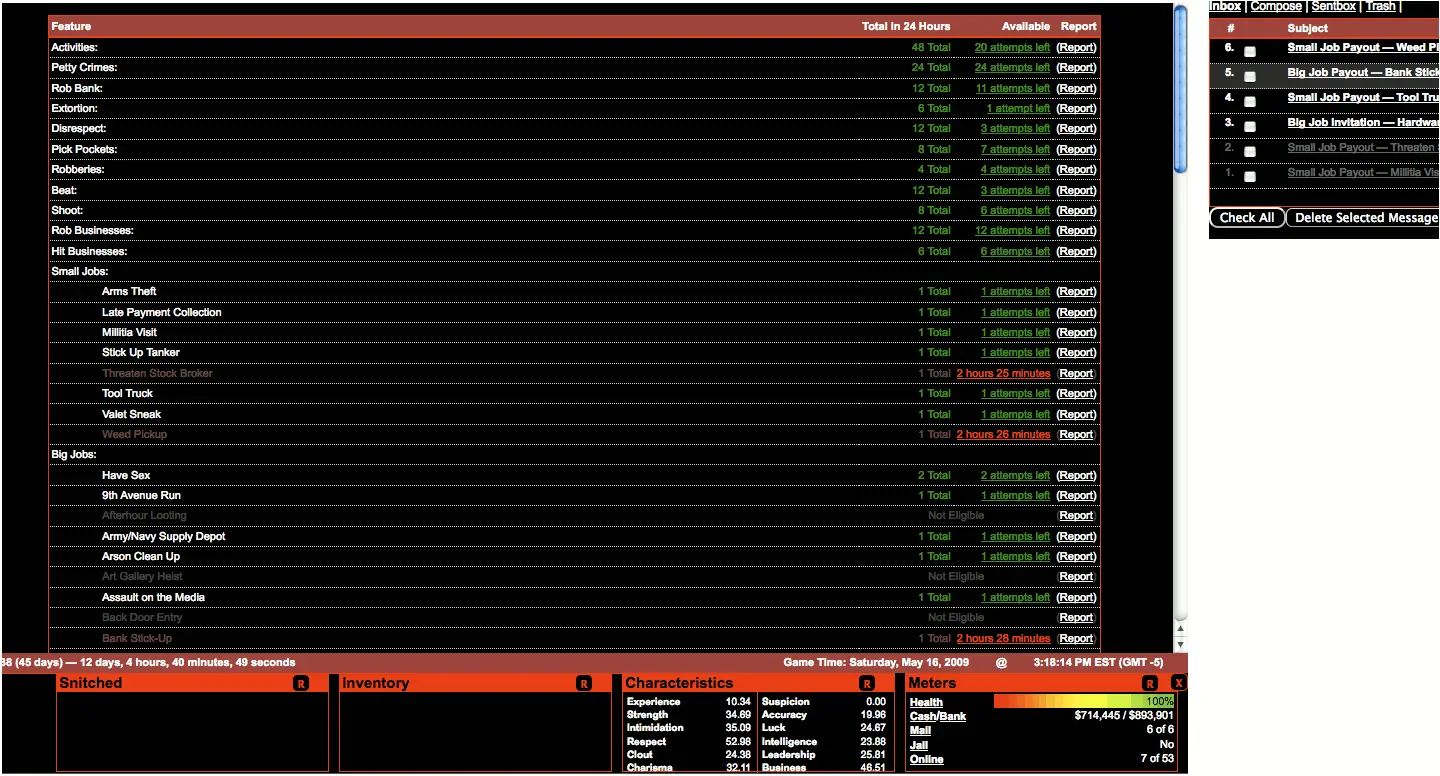 Feature Total In 24 Hours Available Report
Activities: 48 Total 20 attempts left (Report)
Petty Crimes: 24 Total 24 attempts left (Report)
Rob Bank: 12 Total 11 attempts left (Report)
Extortion: 6 Total 1 attempt left (Report)
Disrespect: 12 Total 3 attempts left (Report)
Pick Pockets: 8 Total 7 attempts left (Report)
Robberies: 4 Total 4 attempts left (Report)
Beat: 12 Total 3 attempts left (Report)
Shoot: 8 Total 6 attempts left (Report)
Rob Businesses: 12 Total 12 attempts left (Report)
Hit Businesses: 6 Total 6 attempts left (Report)
Small Jobs:
Arms Theft 1 Total 1 attempts left (Report)
Late Payment Collection 1 Total 1 attempts left (Report)
Millitia Visit 1 Total 1 attempts left (Report)
Stick Up Tanker 1 Total 1 attempts left (Report)
Threaten Stock Broker 1 Total 2 hours 25 minutes (Report)
Tool Truck 1 Total 1 attempts left (Report)
Valet Sneak 1 Total 1 attempts left (Report)
Weed Pickup 1 Total 2 hours 26 minutes (Report)
Big Jobs:
Have Sex 2 Total 2 attempts left (Report)
9th Avenue Run 1 Total 1 attempts left (Report)
Afterhour Looting Not Eligible (Report)
Army/Navy Supply Depot 1 Total 1 attempts left (Report)
Arson Clean Up 1 Total 1 attempts left (Report)
Art Gallery Heist Not Eligible (Report)
Assault on the Media 1 Total 1 attempts left (Report)
Back Door Entry Not Eligible (Report)
Bank Stick-Up 1 Total 2 hours 28 minutes (Report)
38 (45 days) — 12 days, 4 hours, 40 minutes, 49 seconds Game Time: Saturday, May 16, 2009 @ 3:18:14 PM EST (GMT -5)
Snitched R
Inventory R
Characteristics R
Experience 10.34 Suspicion 0.00
Strength 34.69 Accuracy 19.96
Intimidation 35.09 Luck 24.67
Respect 52.98 Intelligence 23.88
Clout 24.38 Leadership 25.81
Charisma 32.11 Business 46.51
Meters R X
Health 100%
Cash/Bank $714,445 / $893,901
Mail 6 of 6
Jail No
Online 7 of 53
Inbox | Compose | Sentbox | Trash |
# Subject
6. Small Job Payout — Weed Pi
5. Big Job Payout — Bank Stick
4. Small Job Payout — Tool Tru
3. Big Job Invitation — Hardwar
2. Small Job Payout — Threaten S
1. Small Job Payout — Millitia Vis
Check All Delete Selected Message